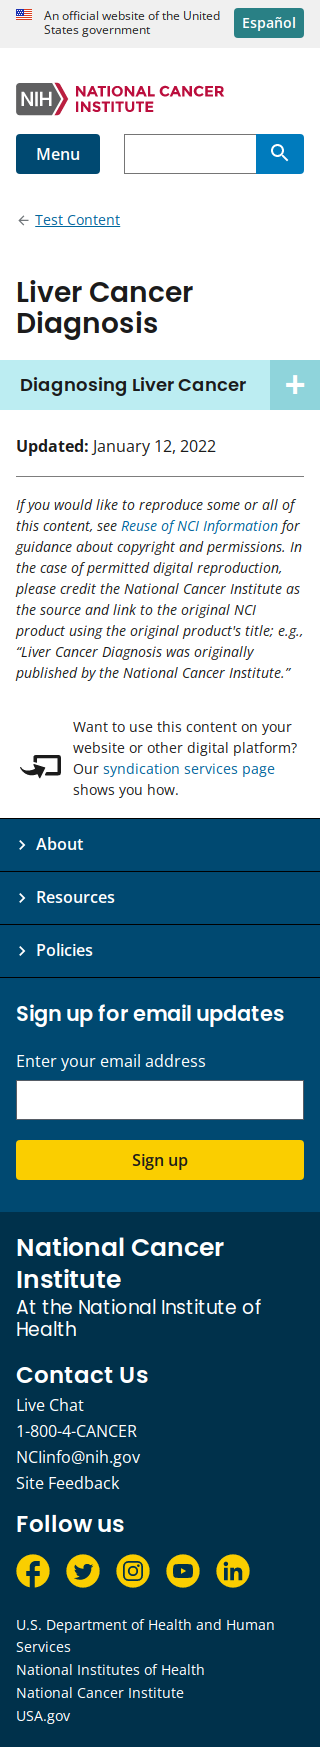 An official website of the United
States government
Español
NIH
NATIONAL CANCER
INSTITUTE
Menu
Test Content
Liver Cancer
Diagnosis
Diagnosing Liver Cancer
Updated: January 12, 2022
If you would like to reproduce some or all of
this content, see Reuse of NCI Information for
guidance about copyright and permissions. In
the case of permitted digital reproduction,
please credit the National Cancer Institute as
the source and link to the original NCI
product using the original product's title; e.g.,
“Liver Cancer Diagnosis was originally
published by the National Cancer Institute.”
Want to use this content on your
website or other digital platform?
Our syndication services page
shows you how.
About
Resources
Policies
Sign up for email updates
Enter your email address
Sign up
National Cancer
Institute
At the National Institute of
Health
Contact Us
Live Chat
1-800-4-CANCER
NCIinfo@nih.gov
Site Feedback
Follow us
U.S. Department of Health and Human
Services
National Institutes of Health
National Cancer Institute
USA.gov